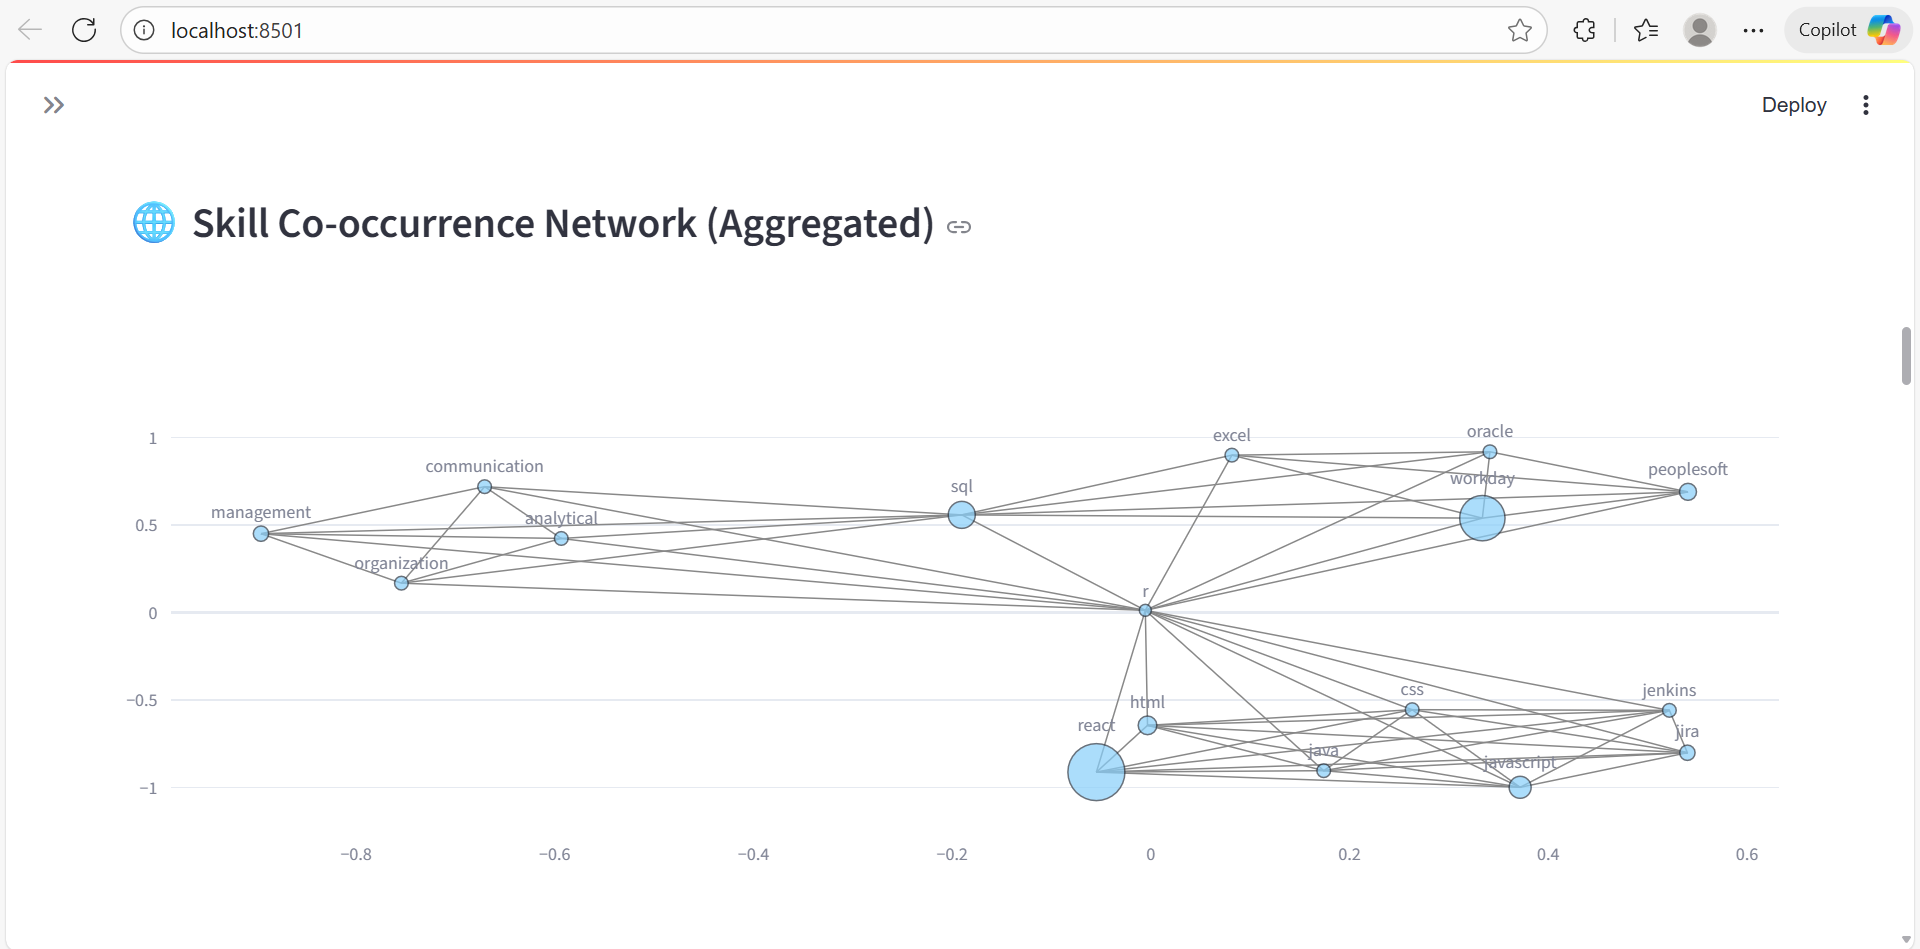 localhost:8501
Copilot
Deploy
Skill Co-occurrence Network (Aggregated)
1
0.5
0
−0.5
−1
communication
management
analytical
organization
sql
excel
oracle
workday
peoplesoft
r
html
react
css
java
javascript
jenkins
jira
−0.8
−0.6
−0.4
−0.2
0
0.2
0.4
0.6